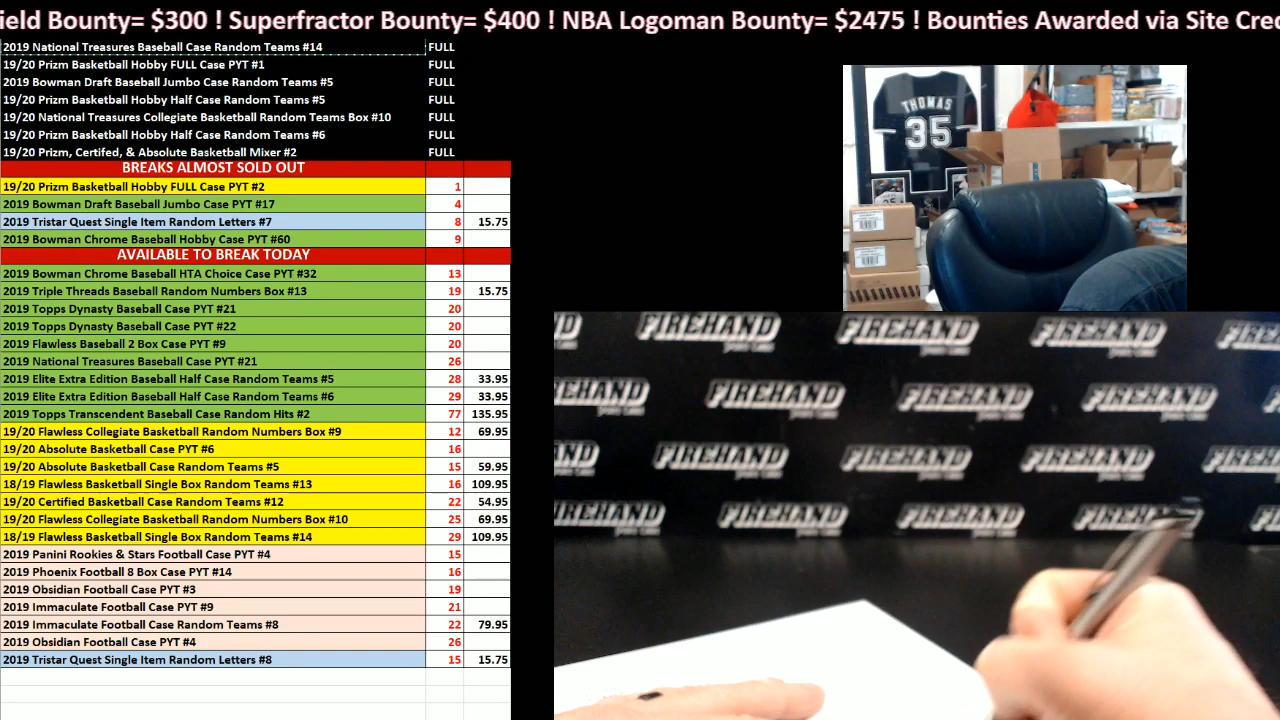 ield Bounty= $300 ! Superfractor Bounty= $400 ! NBA Logoman Bounty= $2475 ! Bounties Awarded via Site Cred
2019 National Treasures Baseball Case Random Teams #14 FULL
19/20 Prizm Basketball Hobby FULL Case PYT #1 FULL
2019 Bowman Draft Baseball Jumbo Case Random Teams #5 FULL
19/20 Prizm Basketball Hobby Half Case Random Teams #5 FULL
19/20 National Treasures Collegiate Basketball Random Teams Box #10 FULL
19/20 Prizm Basketball Hobby Half Case Random Teams #6 FULL
19/20 Prizm, Certifed, & Absolute Basketball Mixer #2 FULL
BREAKS ALMOST SOLD OUT
19/20 Prizm Basketball Hobby FULL Case PYT #2 1
2019 Bowman Draft Baseball Jumbo Case PYT #17 4
2019 Tristar Quest Single Item Random Letters #7 8 15.75
2019 Bowman Chrome Baseball Hobby Case PYT #60 9
AVAILABLE TO BREAK TODAY
2019 Bowman Chrome Baseball HTA Choice Case PYT #32 13
2019 Triple Threads Baseball Random Numbers Box #13 19 15.75
2019 Topps Dynasty Baseball Case PYT #21 20
2019 Topps Dynasty Baseball Case PYT #22 20
2019 Flawless Baseball 2 Box Case PYT #9 20
2019 National Treasures Baseball Case PYT #21 26
2019 Elite Extra Edition Baseball Half Case Random Teams #5 28 33.95
2019 Elite Extra Edition Baseball Half Case Random Teams #6 29 33.95
2019 Topps Transcendent Baseball Case Random Hits #2 77 135.95
19/20 Flawless Collegiate Basketball Random Numbers Box #9 12 69.95
19/20 Absolute Basketball Case PYT #6 16
19/20 Absolute Basketball Case Random Teams #5 15 59.95
18/19 Flawless Basketball Single Box Random Teams #13 16 109.95
19/20 Certified Basketball Case Random Teams #12 22 54.95
19/20 Flawless Collegiate Basketball Random Numbers Box #10 25 69.95
18/19 Flawless Basketball Single Box Random Teams #14 29 109.95
2019 Panini Rookies & Stars Football Case PYT #4 15
2019 Phoenix Football 8 Box Case PYT #14 16
2019 Obsidian Football Case PYT #3 19
2019 Immaculate Football Case PYT #9 21
2019 Immaculate Football Case Random Teams #8 22 79.95
2019 Obsidian Football Case PYT #4 26
2019 Tristar Quest Single Item Random Letters #8 15 15.75
THOMAS
35
FIREHAND FIREHAND FIREHAND
FIREHAND FIREHAND FIREHAND
FIREHAND FIREHAND FIREHAND FIREHAND
FIREHAND FIREHAND FIREHAND FIREHAND